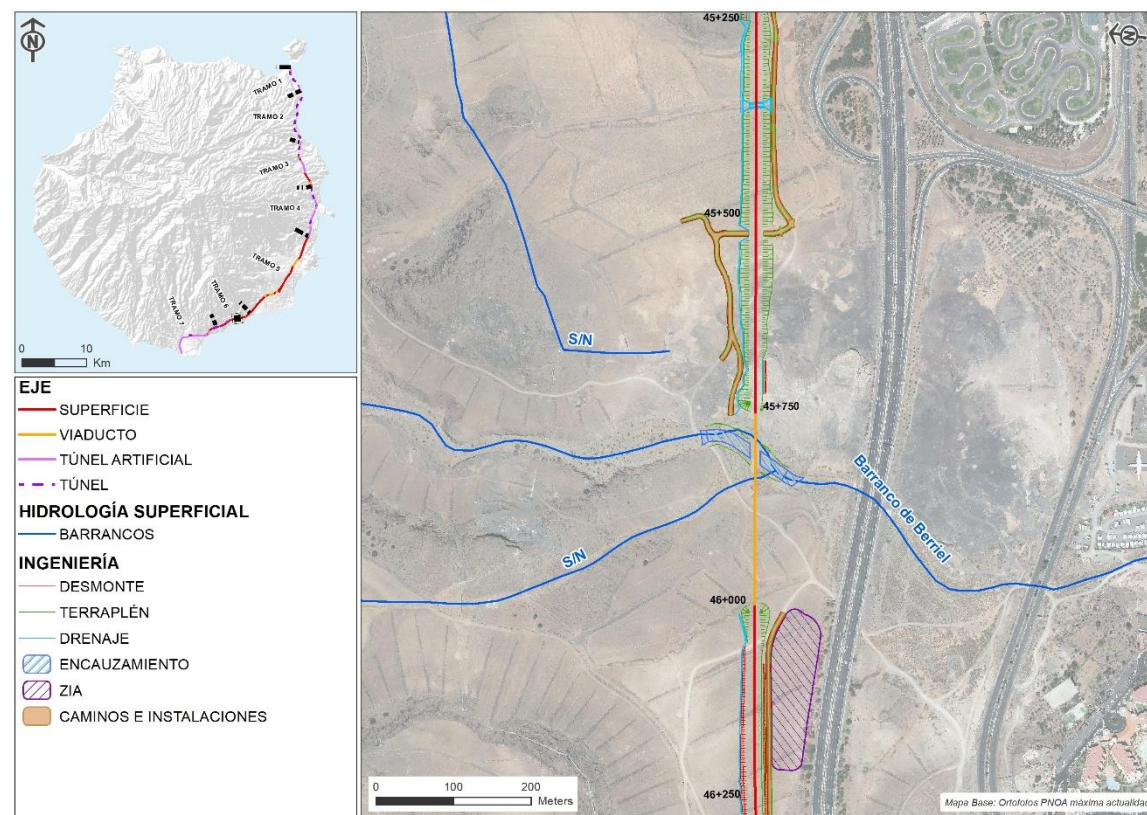 N
TRAMO 1
TRAMO 2
TRAMO 3
TRAMO 4
TRAMO 5
TRAMO 6
TRAMO 7
0 10
Km
EJE
SUPERFICIE
VIADUCTO
TÚNEL ARTIFICIAL
TÚNEL
HIDROLOGÍA SUPERFICIAL
BARRANCOS
INGENIERÍA
DESMONTE
TERRAPLÉN
DRENAJE
ENCAUZAMIENTO
ZIA
CAMINOS E INSTALACIONES
45+250
N
45+500
S/N
45+750
Barranco de Berriel
S/N
46+000
46+250
0 100 200
Meters
Mapa Base: Ortofotos PNOA máxima actualidad